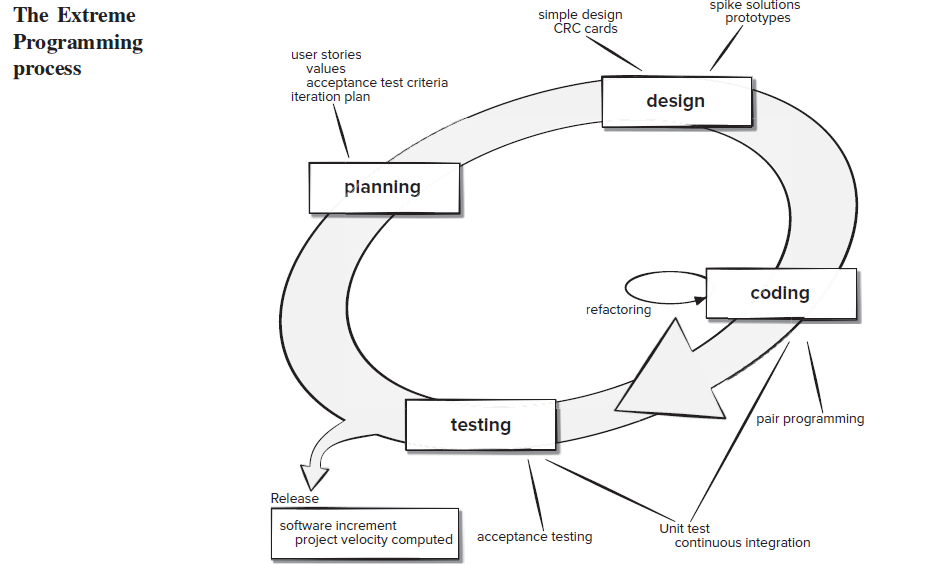 The Extreme
Programming
process
spike solutions
prototypes
simple design
CRC cards
user stories
values
acceptance test criteria
iteration plan
design
planning
coding
refactoring
testing
pair programming
Release
software increment
project velocity computed
acceptance testing
Unit test
continuous integration